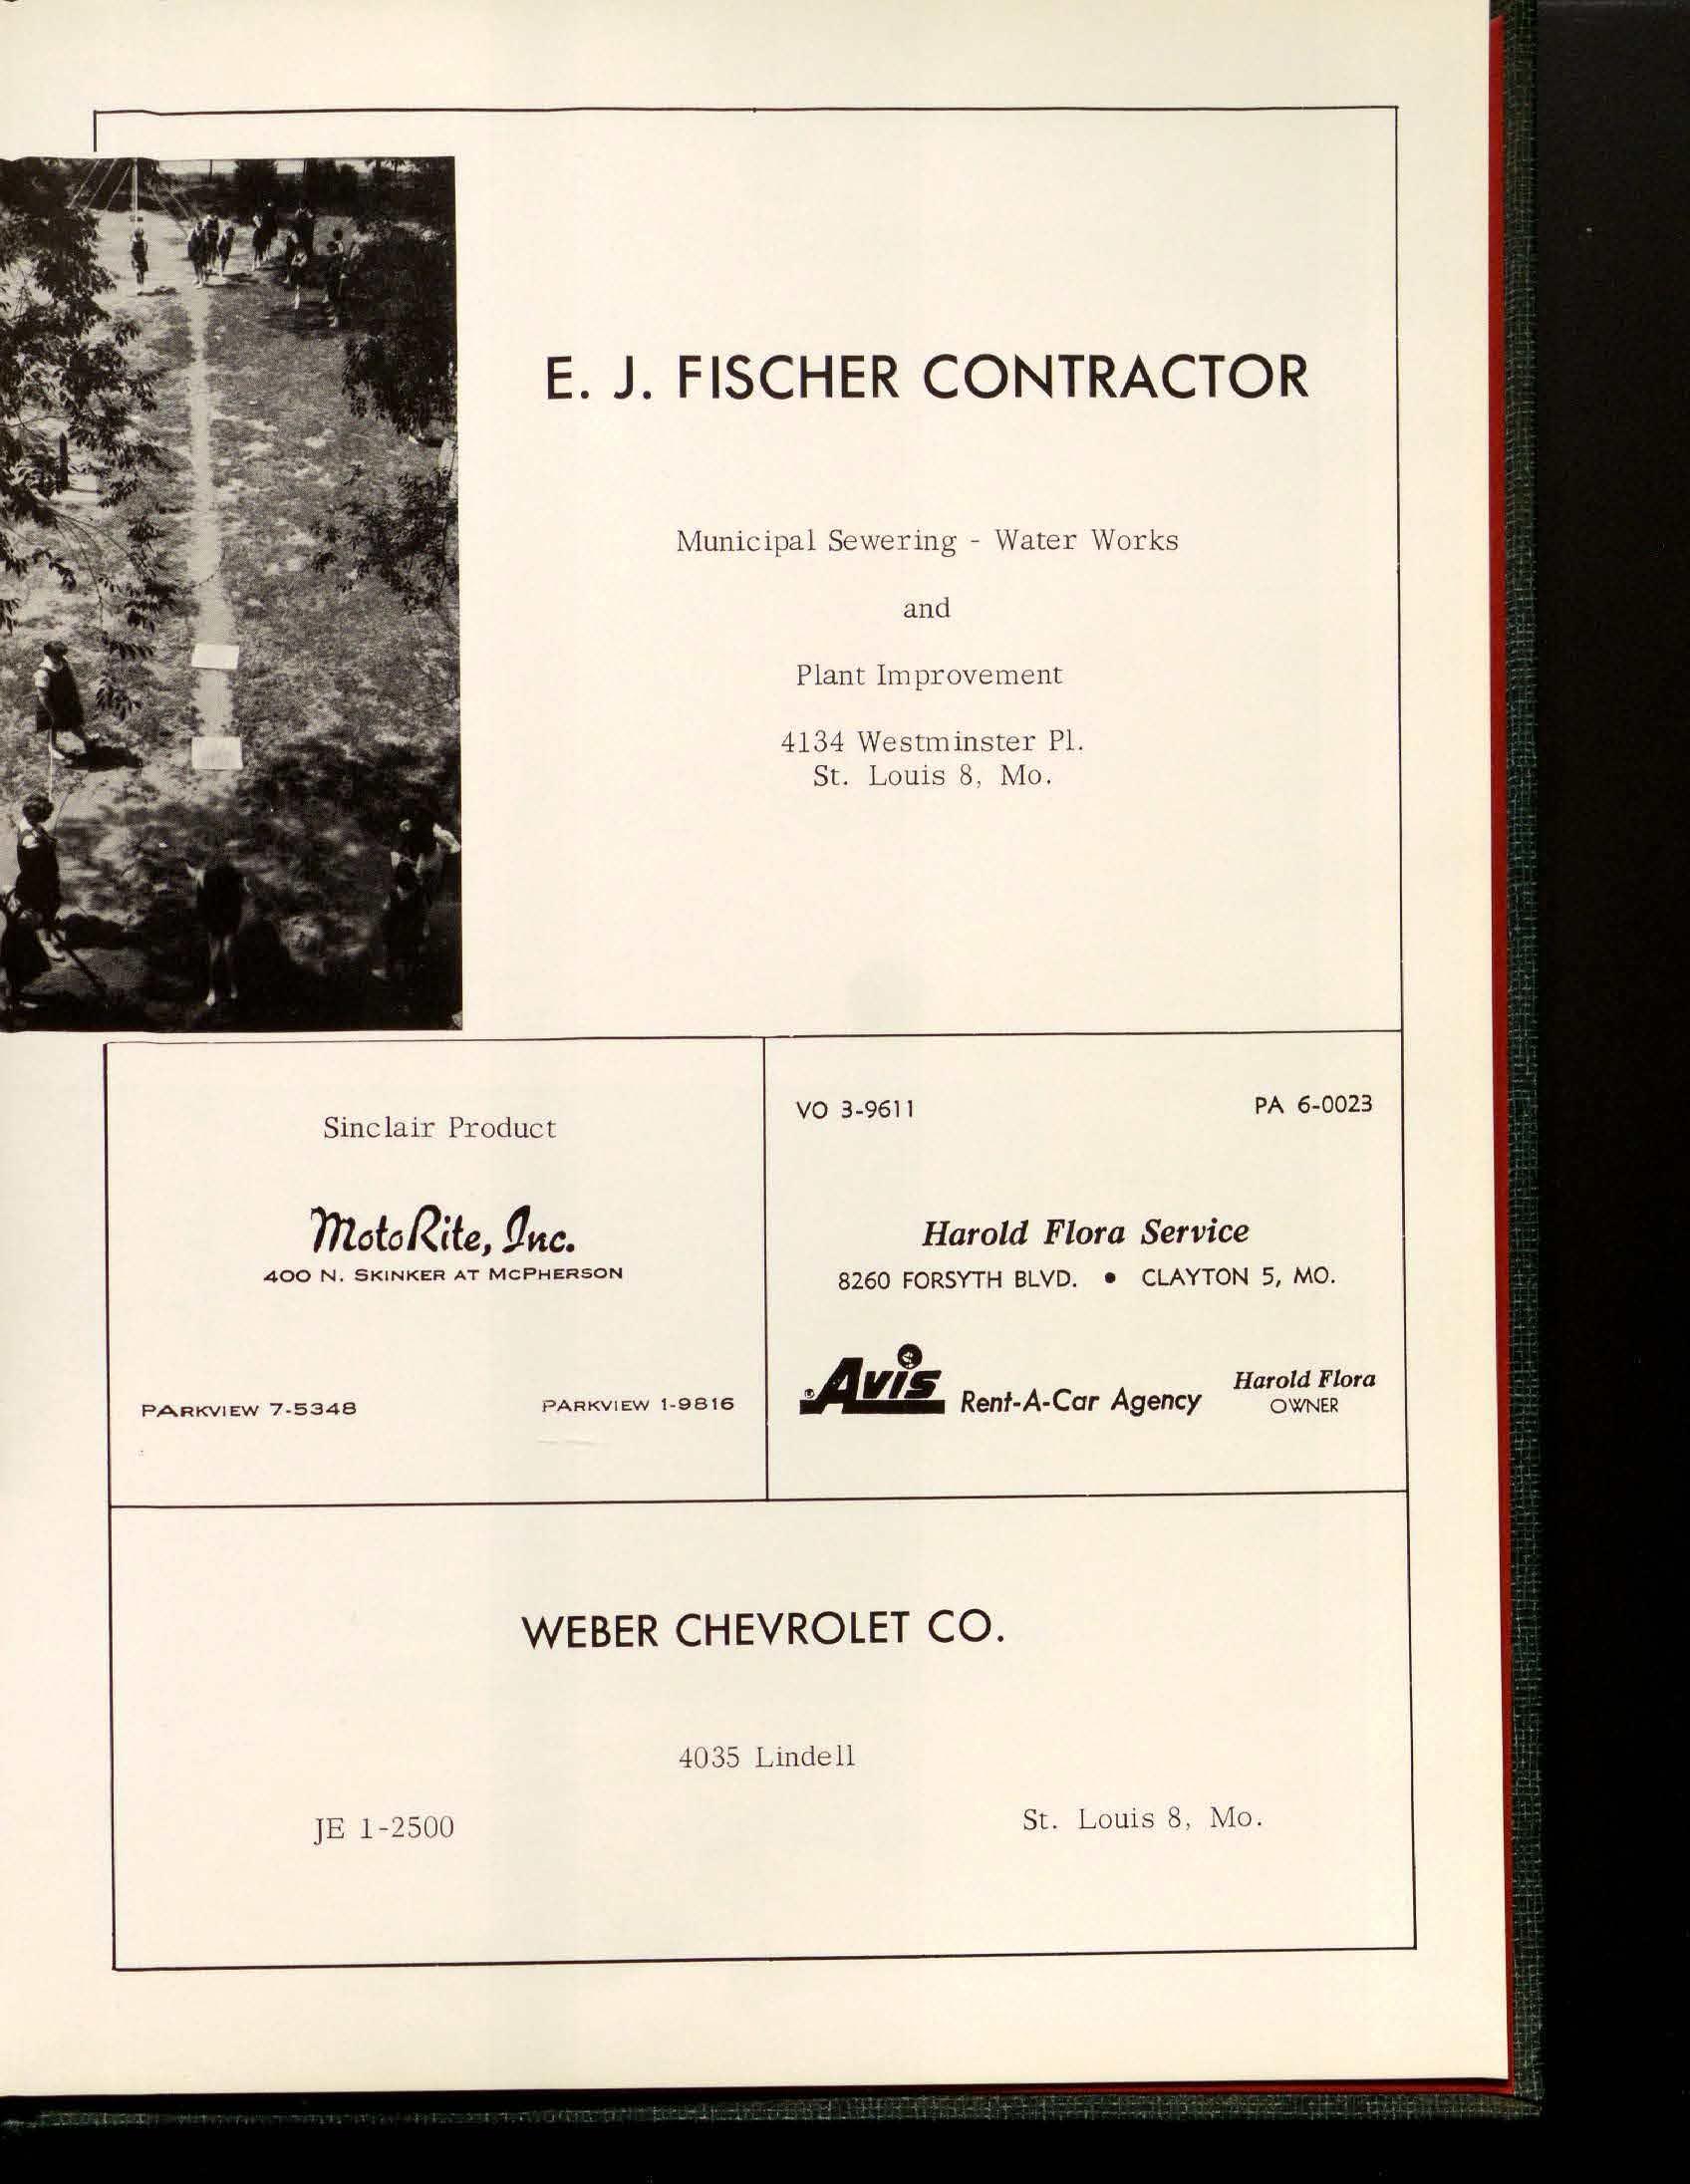 E. J. FISCHER CONTRACTOR
Municipal Sewering - Water Works
and
Plant Improvement
4134 Westminster Pl.
St. Louis 8, Mo.
Sinclair Product
MotoRite, Inc.
400 N. SKINKER AT McPHERSON
PARKVIEW 7-5348
PARKVIEW 1-9816
VO 3-9611
PA 6-0023
Harold Flora Service
8260 FORSYTH BLVD. • CLAYTON 5, MO.
Avis Rent-A-Car Agency
Harold Flora
OWNER
WEBER CHEVROLET CO.
4035 Lindell
JE 1-2500
St. Louis 8, Mo.